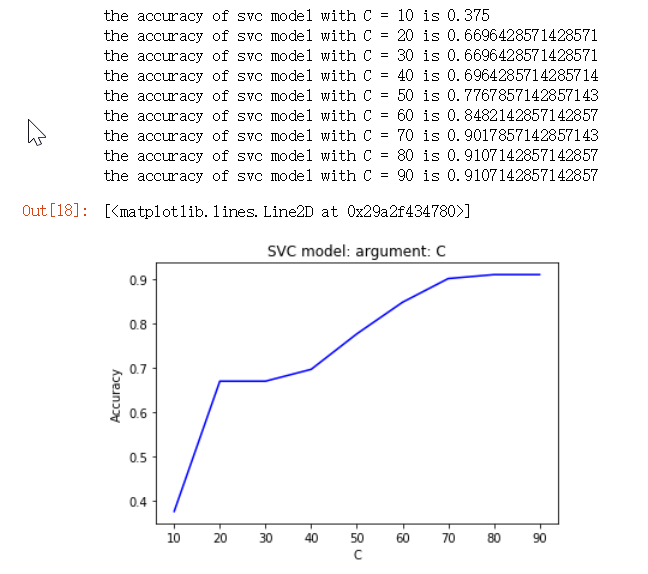 the accuracy of svc model with C = 10 is 0.375
the accuracy of svc model with C = 20 is 0.6696428571428571
the accuracy of svc model with C = 30 is 0.6696428571428571
the accuracy of svc model with C = 40 is 0.6964285714285714
the accuracy of svc model with C = 50 is 0.7767857142857143
the accuracy of svc model with C = 60 is 0.8482142857142857
the accuracy of svc model with C = 70 is 0.9017857142857143
the accuracy of svc model with C = 80 is 0.9107142857142857
the accuracy of svc model with C = 90 is 0.9107142857142857
Out[18]: [<matplotlib.lines.Line2D at 0x29a2f434780>]
SVC model: argument: C
0.9
0.8
0.7
0.6
0.5
0.4
Accuracy
10 20 30 40 50 60 70 80 90
C